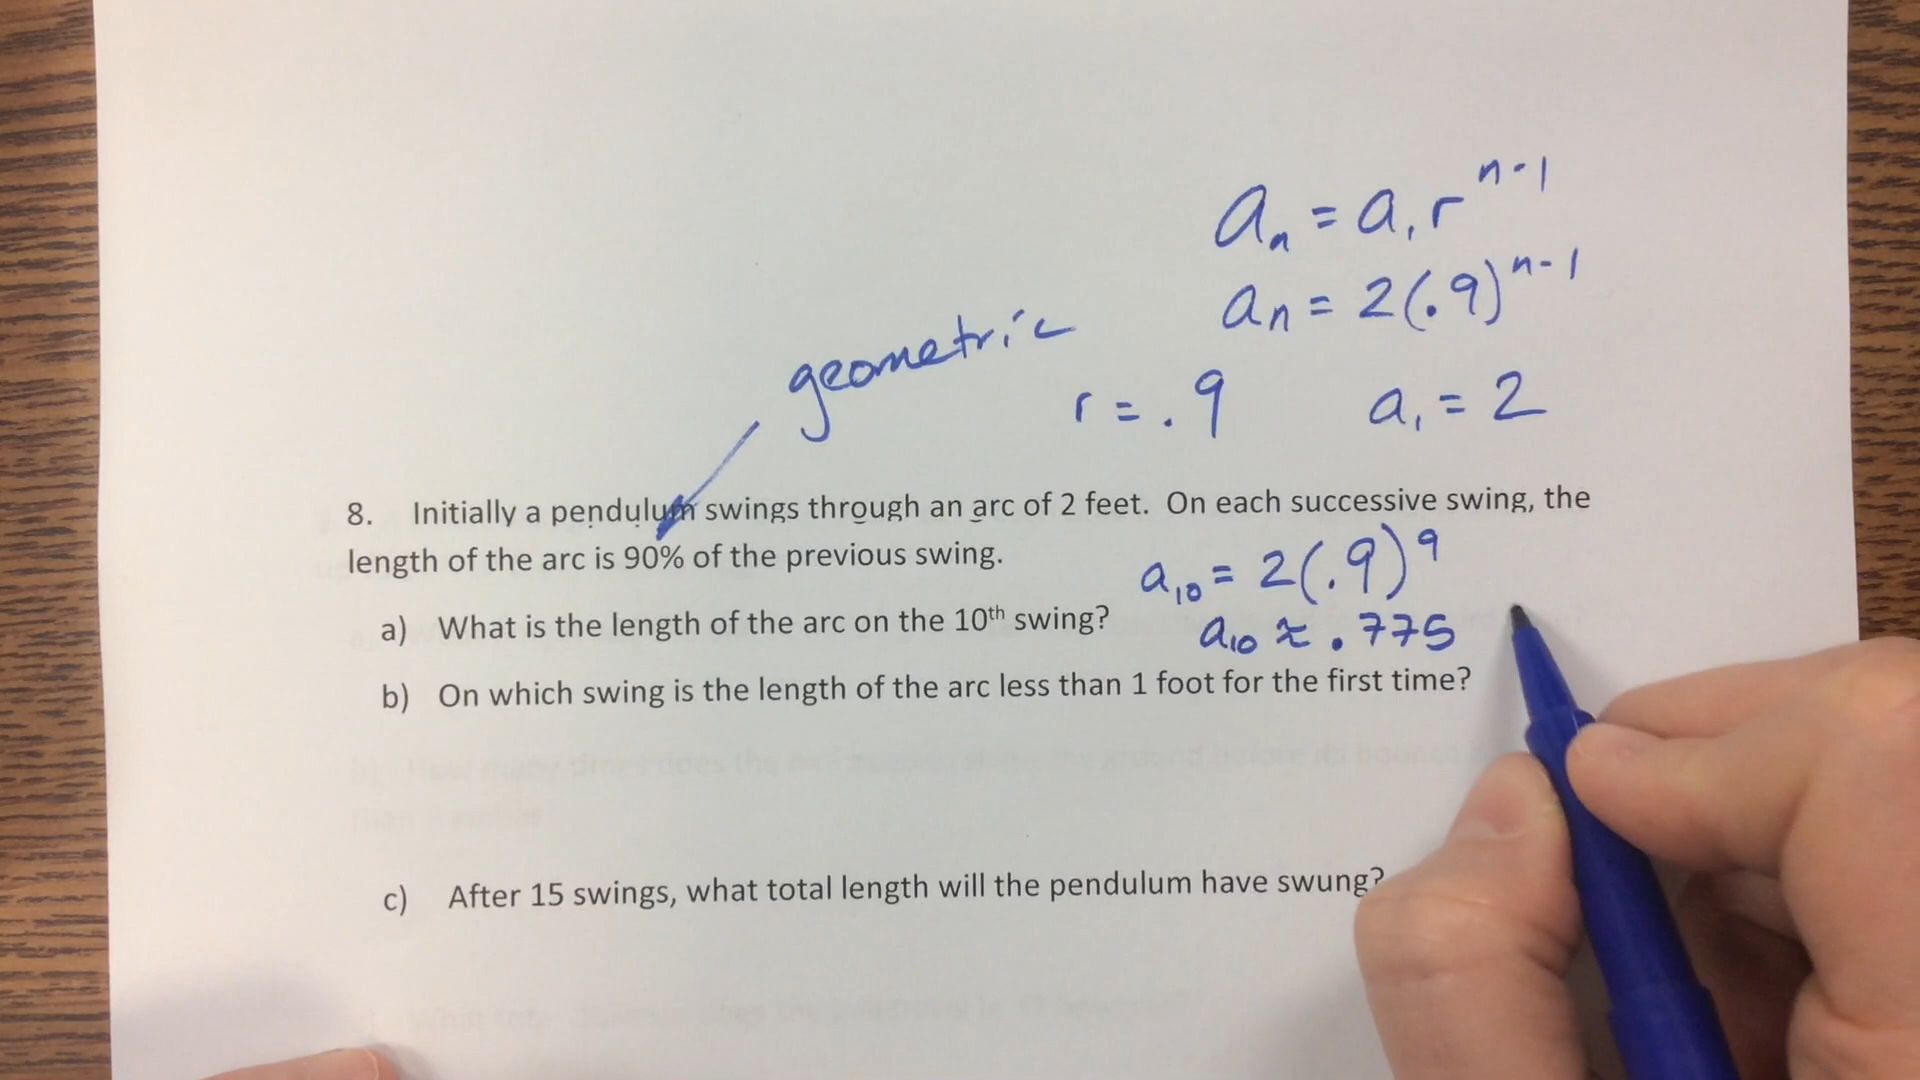 aₙ = a₁rⁿ⁻¹
aₙ = 2(.9)ⁿ⁻¹
geometric
r = .9 a₁ = 2
8. Initially a pendulum swings through an arc of 2 feet. On each successive swing, the
length of the arc is 90% of the previous swing.
a₁₀ = 2(.9)⁹
a) What is the length of the arc on the 10th swing?
a₁₀ ≈ .775
b) On which swing is the length of the arc less than 1 foot for the first time?
c) After 15 swings, what total length will the pendulum have swung?